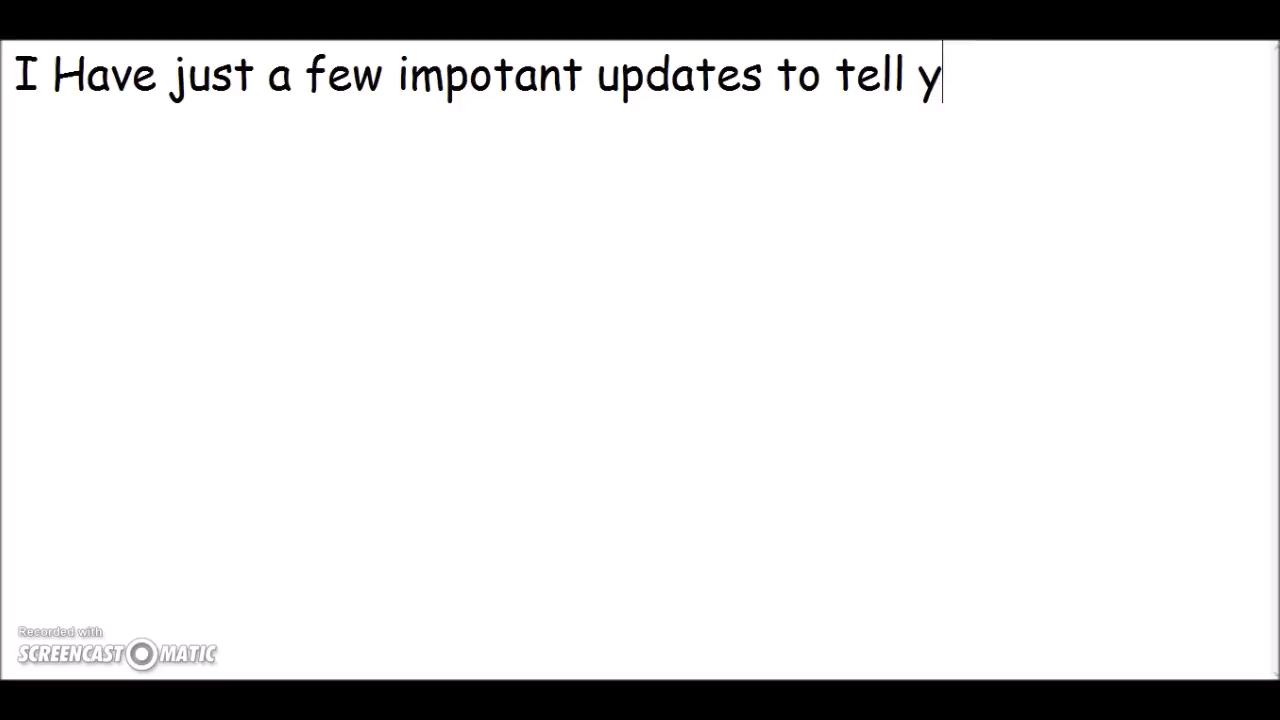 I Have just a few impotant updates to tell y
Recorded with
SCREENCAST MATIC